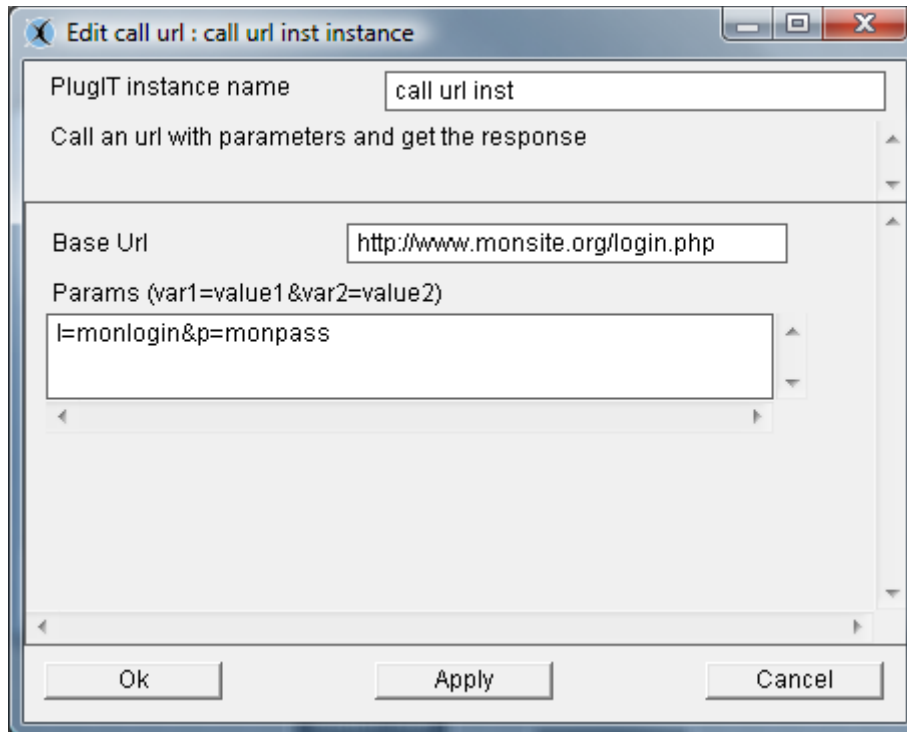 Edit call url : call url inst instance
PlugIT instance name
call url inst
Call an url with parameters and get the response
Base Url
http://www.monsite.org/login.php
Params (var1=value1&var2=value2)
l=monlogin&p=monpass
Ok
Apply
Cancel